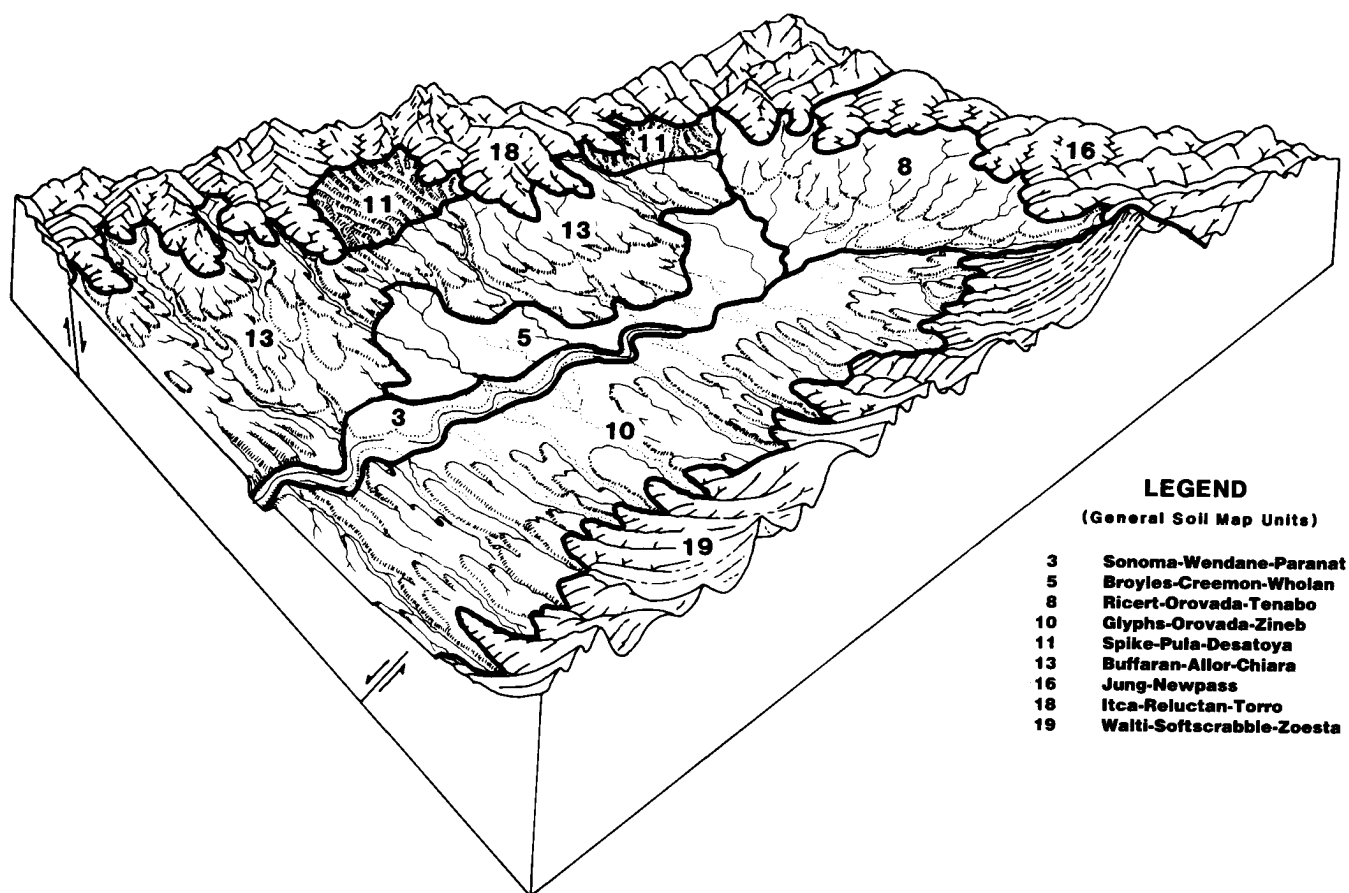 11
18
8
16
11
13
13
5
3
10
19
LEGEND
(General Soil Map Units)
3 Sonoma-Wendane-Paranat
5 Broyles-Creemon-Wholan
8 Ricert-Orovada-Tenabo
10 Glyphs-Orovada-Zineb
11 Spike-Pula-Desatoya
13 Buffaran-Allor-Chiara
16 Jung-Newpass
18 Itca-Reluctan-Torro
19 Walti-Softscrabble-Zoesta